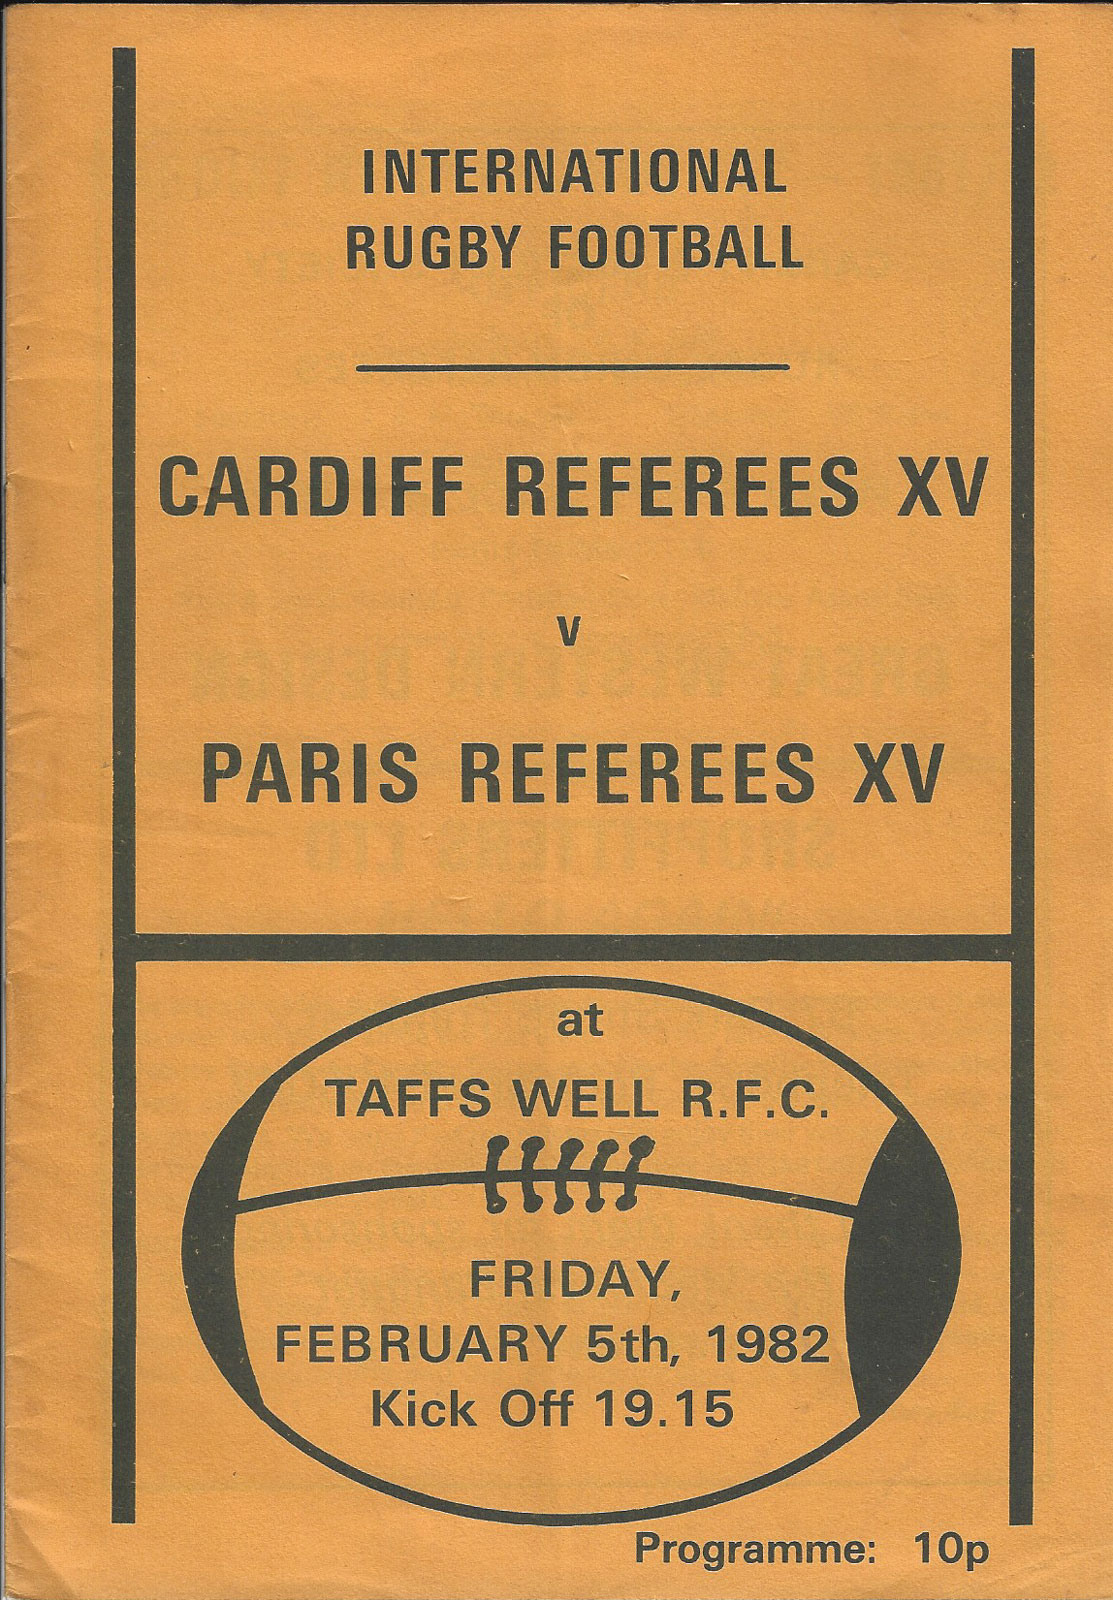 INTERNATIONAL
RUGBY FOOTBALL
CARDIFF REFEREES XV
v
PARIS REFEREES XV
at
TAFFS WELL R.F.C.
FRIDAY,
FEBRUARY 5th, 1982
Kick Off 19.15
Programme: 10p